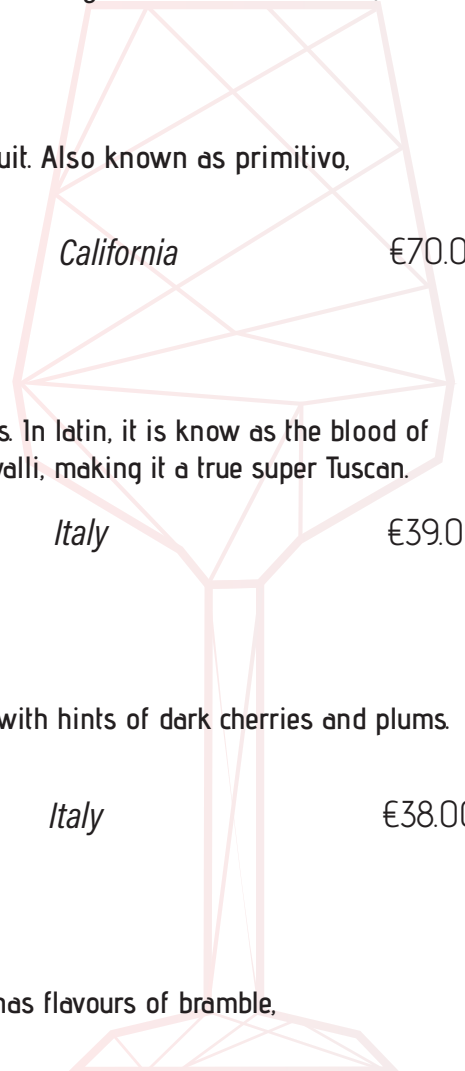 uit. Also known as primitivo,
California €70.0
s. In latin, it is know as the blood of
valli, making it a true super Tuscan.
Italy €39.0
with hints of dark cherries and plums.
Italy €38.00
has flavours of bramble,